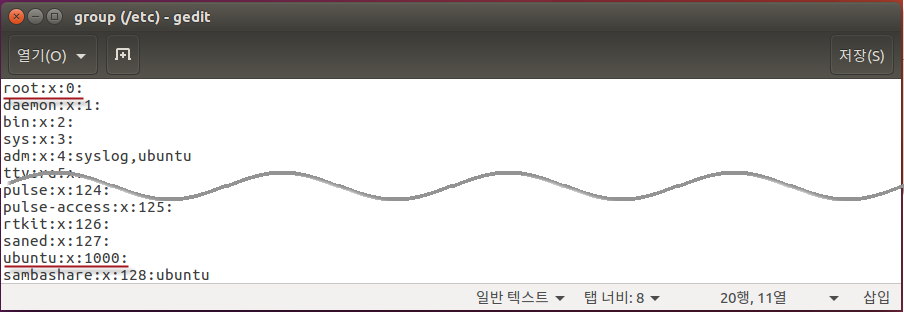 group (/etc) - gedit
열기(O) 저장(S)
root:x:0:
daemon:x:1:
bin:x:2:
sys:x:3:
adm:x:4:syslog,ubuntu
tty:x:5:
pulse:x:124:
pulse-access:x:125:
rtkit:x:126:
saned:x:127:
ubuntu:x:1000:
sambashare:x:128:ubuntu
일반 텍스트 탭 너비: 8 20행, 11열 삽입